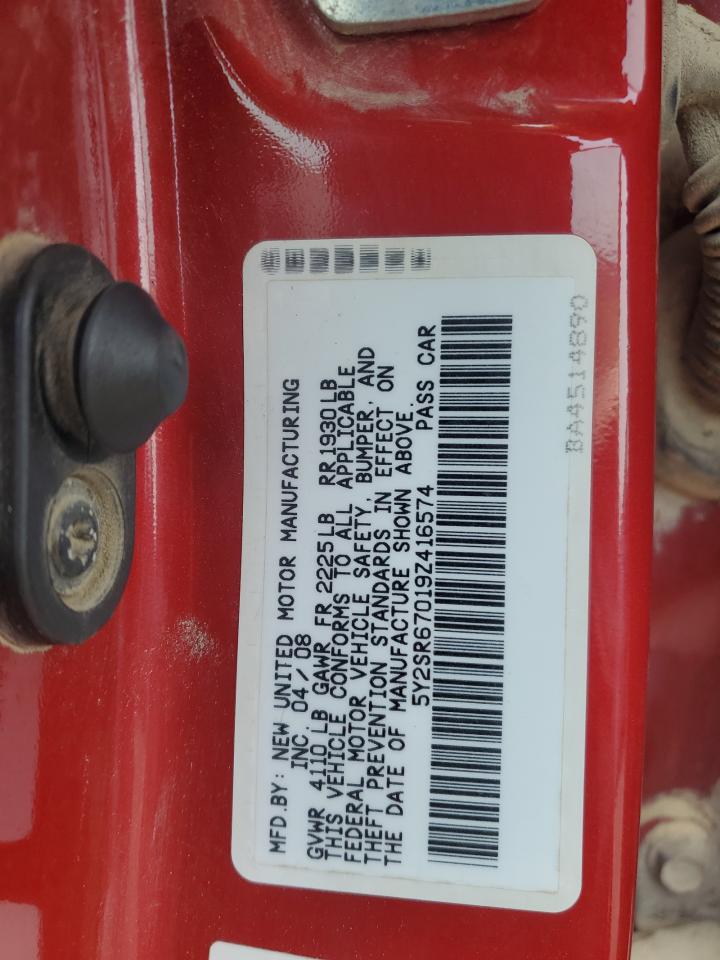 MFD.BY: NEW UNITED MOTOR MANUFACTURING
INC. 04/08
GVWR 4110 LB GAWR FR 2225 LB RR 1930 LB
THIS VEHICLE CONFORMS TO ALL APPLICABLE
FEDERAL MOTOR VEHICLE SAFETY, BUMPER, AND
THEFT PREVENTION STANDARDS IN EFFECT ON
THE DATE OF MANUFACTURE SHOWN ABOVE.
5Y2SR67019Z416574 PASS CAR
BA4514890